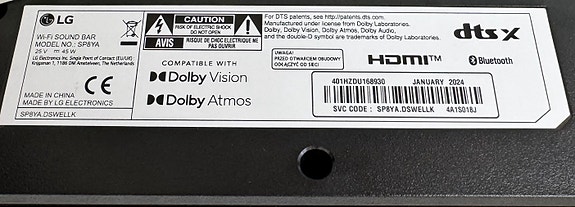 LG
Wi-Fi SOUND BAR
MODEL NO.: SP8YA
25 V ⎓ 45 W
LG Electronics Inc. Single Point of Contact (EU/UK)
Krijgsman 1, 1186 DM Amstelveen, The Netherlands
MADE IN CHINA
MADE BY LG ELECTRONICS
CE
CAUTION
RISK OF ELECTRIC SHOCK
DO NOT OPEN
AVIS
RISQUE DE CHOC ELECTRIQUE NE
PAS OUVRIR
COMPATIBLE WITH
Dolby Vision
Dolby Atmos
For DTS patents, see http://patents.dts.com.
Manufactured under license from Dolby Laboratories.
Dolby, Dolby Vision, Dolby Atmos, Dolby Audio,
and the double-D symbol are trademarks of Dolby Laboratories.
UWAGA!
PRZED OTWARCIEM OBUDOWY
ODŁĄCZYĆ OD SIECI
dts x
HDMI™
Bluetooth
401HZDU168930
JANUARY 2024
SVC CODE : SP8YA.DSWELLK
4A1S018J